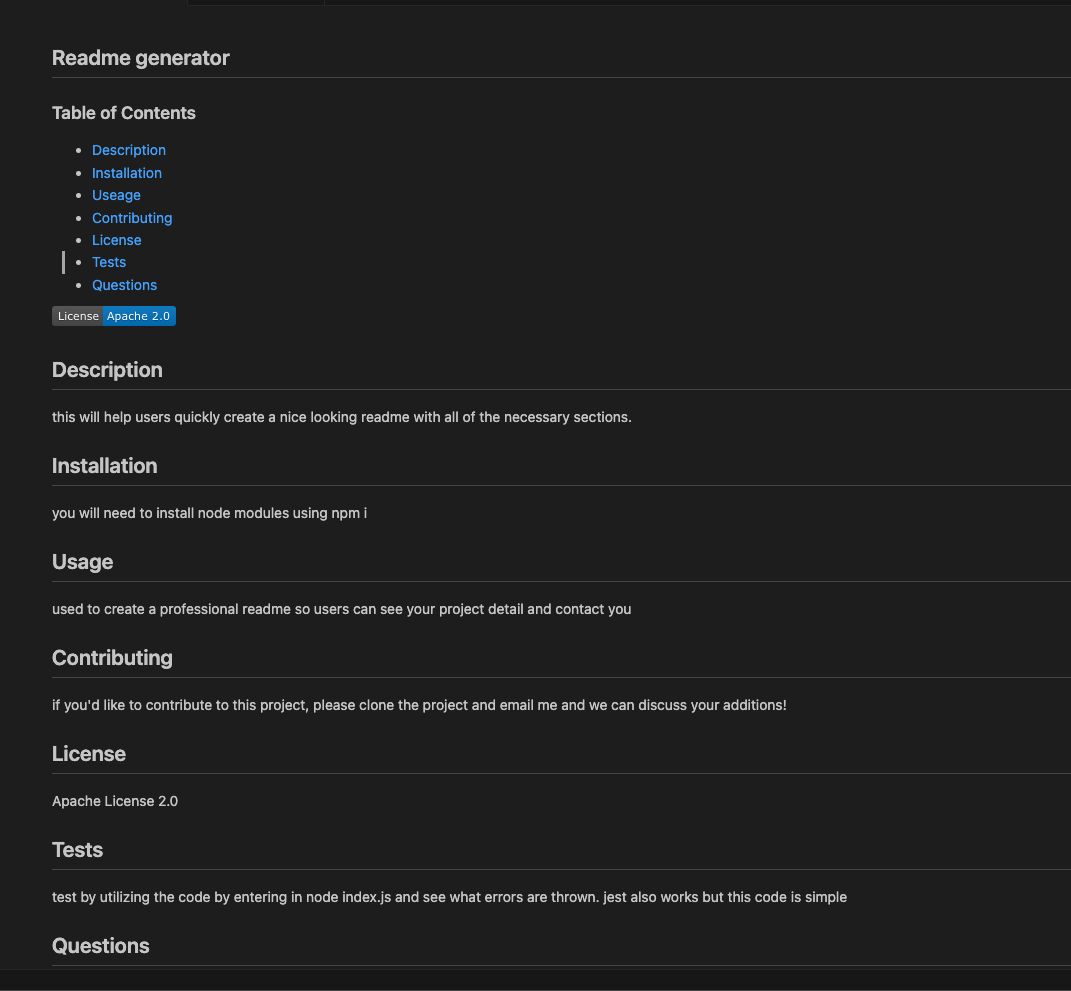 Readme generator
Table of Contents
Description
Installation
Useage
Contributing
License
Tests
Questions
License Apache 2.0
Description
this will help users quickly create a nice looking readme with all of the necessary sections.
Installation
you will need to install node modules using npm i
Usage
used to create a professional readme so users can see your project detail and contact you
Contributing
if you'd like to contribute to this project, please clone the project and email me and we can discuss your additions!
License
Apache License 2.0
Tests
test by utilizing the code by entering in node index.js and see what errors are thrown. jest also works but this code is simple
Questions